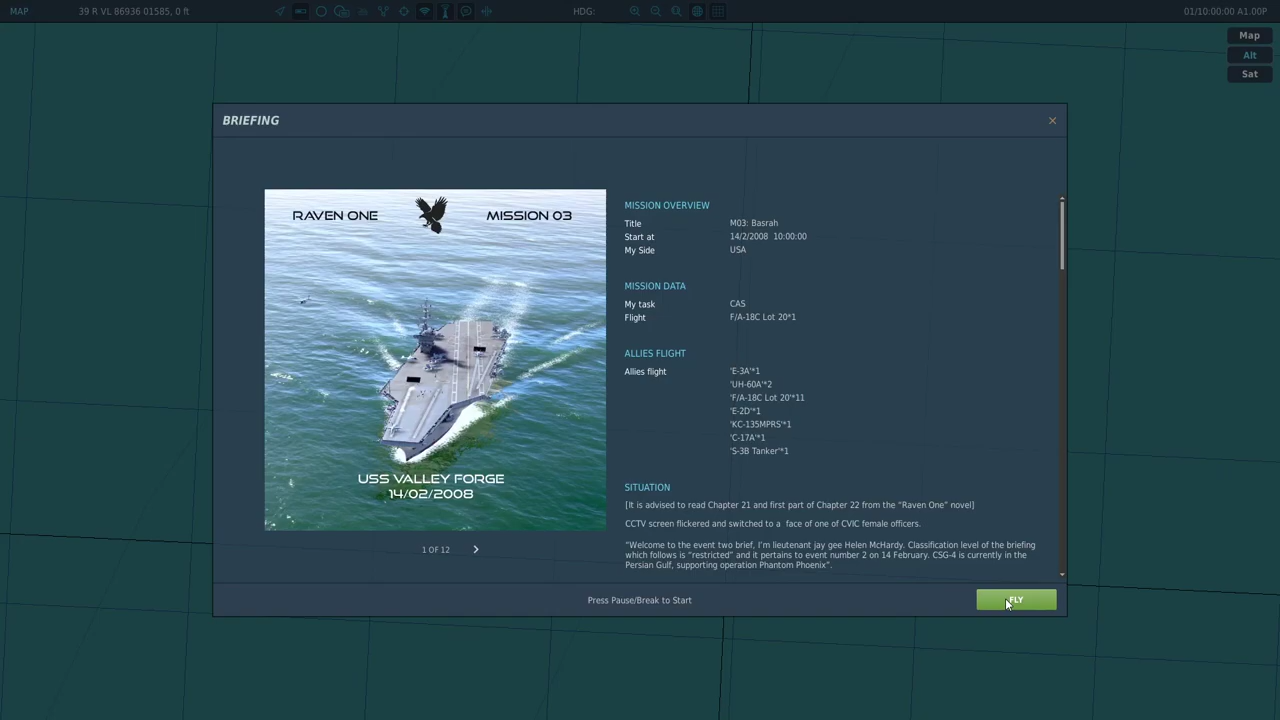 MAP
39 R VL 86936 01585, 0 ft
HDG:
01/10:00:00 A1.00P
Map
Alt
Sat
BRIEFING
RAVEN ONE
MISSION 03
USS VALLEY FORGE
14/02/2008
1 OF 12
MISSION OVERVIEW
Title M03: Basrah
Start at 14/2/2008 10:00:00
My Side USA
MISSION DATA
My task CAS
Flight F/A-18C Lot 20*1
ALLIES FLIGHT
Allies flight 'E-3A'*1
'UH-60A'*2
'F/A-18C Lot 20'*11
'E-2D'*1
'KC-135MPRS'*1
'C-17A'*1
'S-3B Tanker'*1
SITUATION
[It is advised to read Chapter 21 and first part of Chapter 22 from the “Raven One” novel]
CCTV screen flickered and switched to a  face of one of CVIC female officers.
“Welcome to the event two brief, I’m lieutenant jay gee Helen McHardy. Classification level of the briefing
which follows is “restricted” and it pertains to event number 2 on 14 February. CSG-4 is currently in the
Persian Gulf, supporting operation Phantom Phoenix”.
Press Pause/Break to Start
FLY